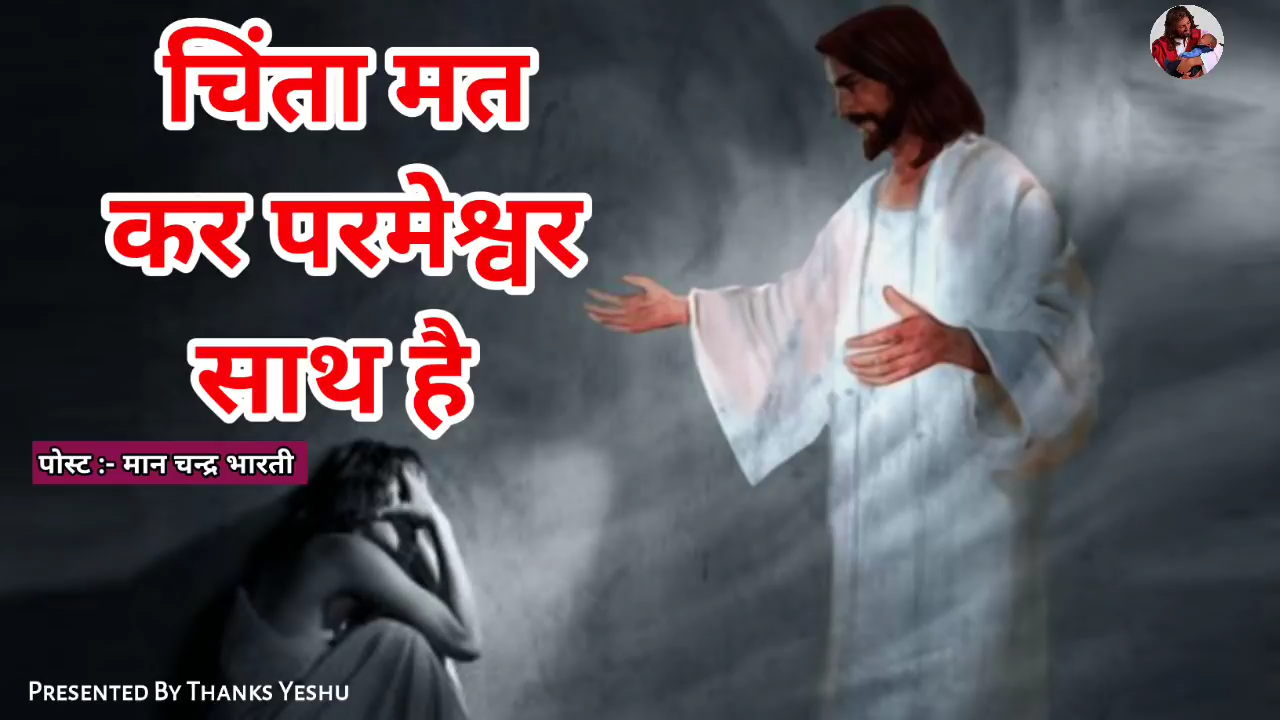 चिंता मत
कर परमेश्वर
साथ है
पोस्ट :- मान चन्द्र भारती
Presented By Thanks Yeshu